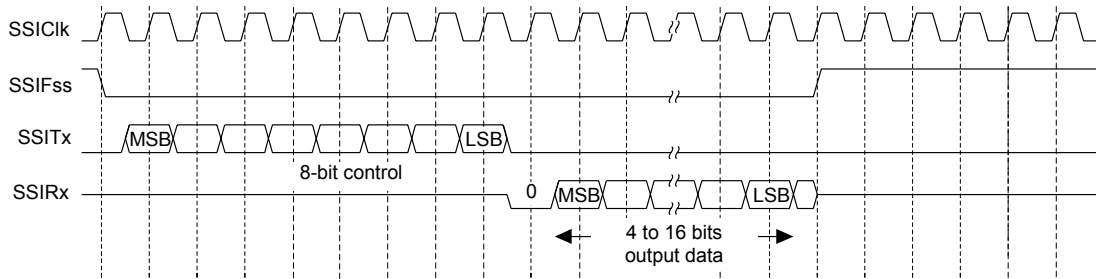 SSIClk
SSIFss
SSITx
MSB
LSB
8-bit control
SSIRx
0
MSB
LSB
4 to 16 bits
output data